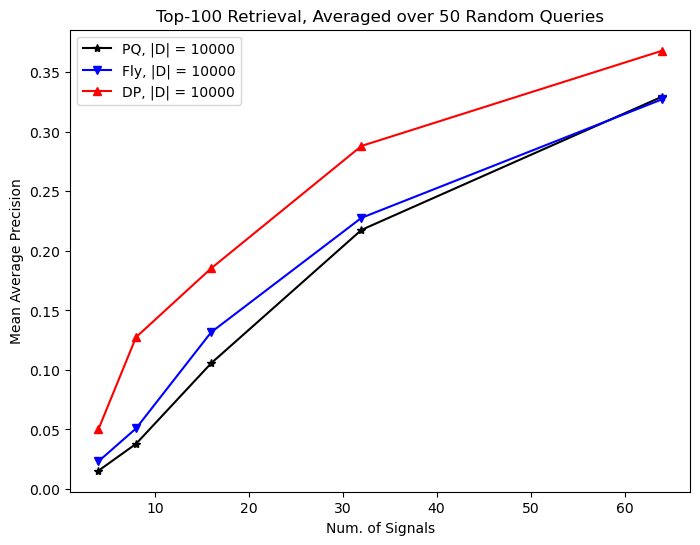 Top-100 Retrieval, Averaged over 50 Random Queries
PQ, |D| = 10000
Fly, |D| = 10000
DP, |D| = 10000
Mean Average Precision
0.35
0.30
0.25
0.20
0.15
0.10
0.05
0.00
10 20 30 40 50 60
Num. of Signals